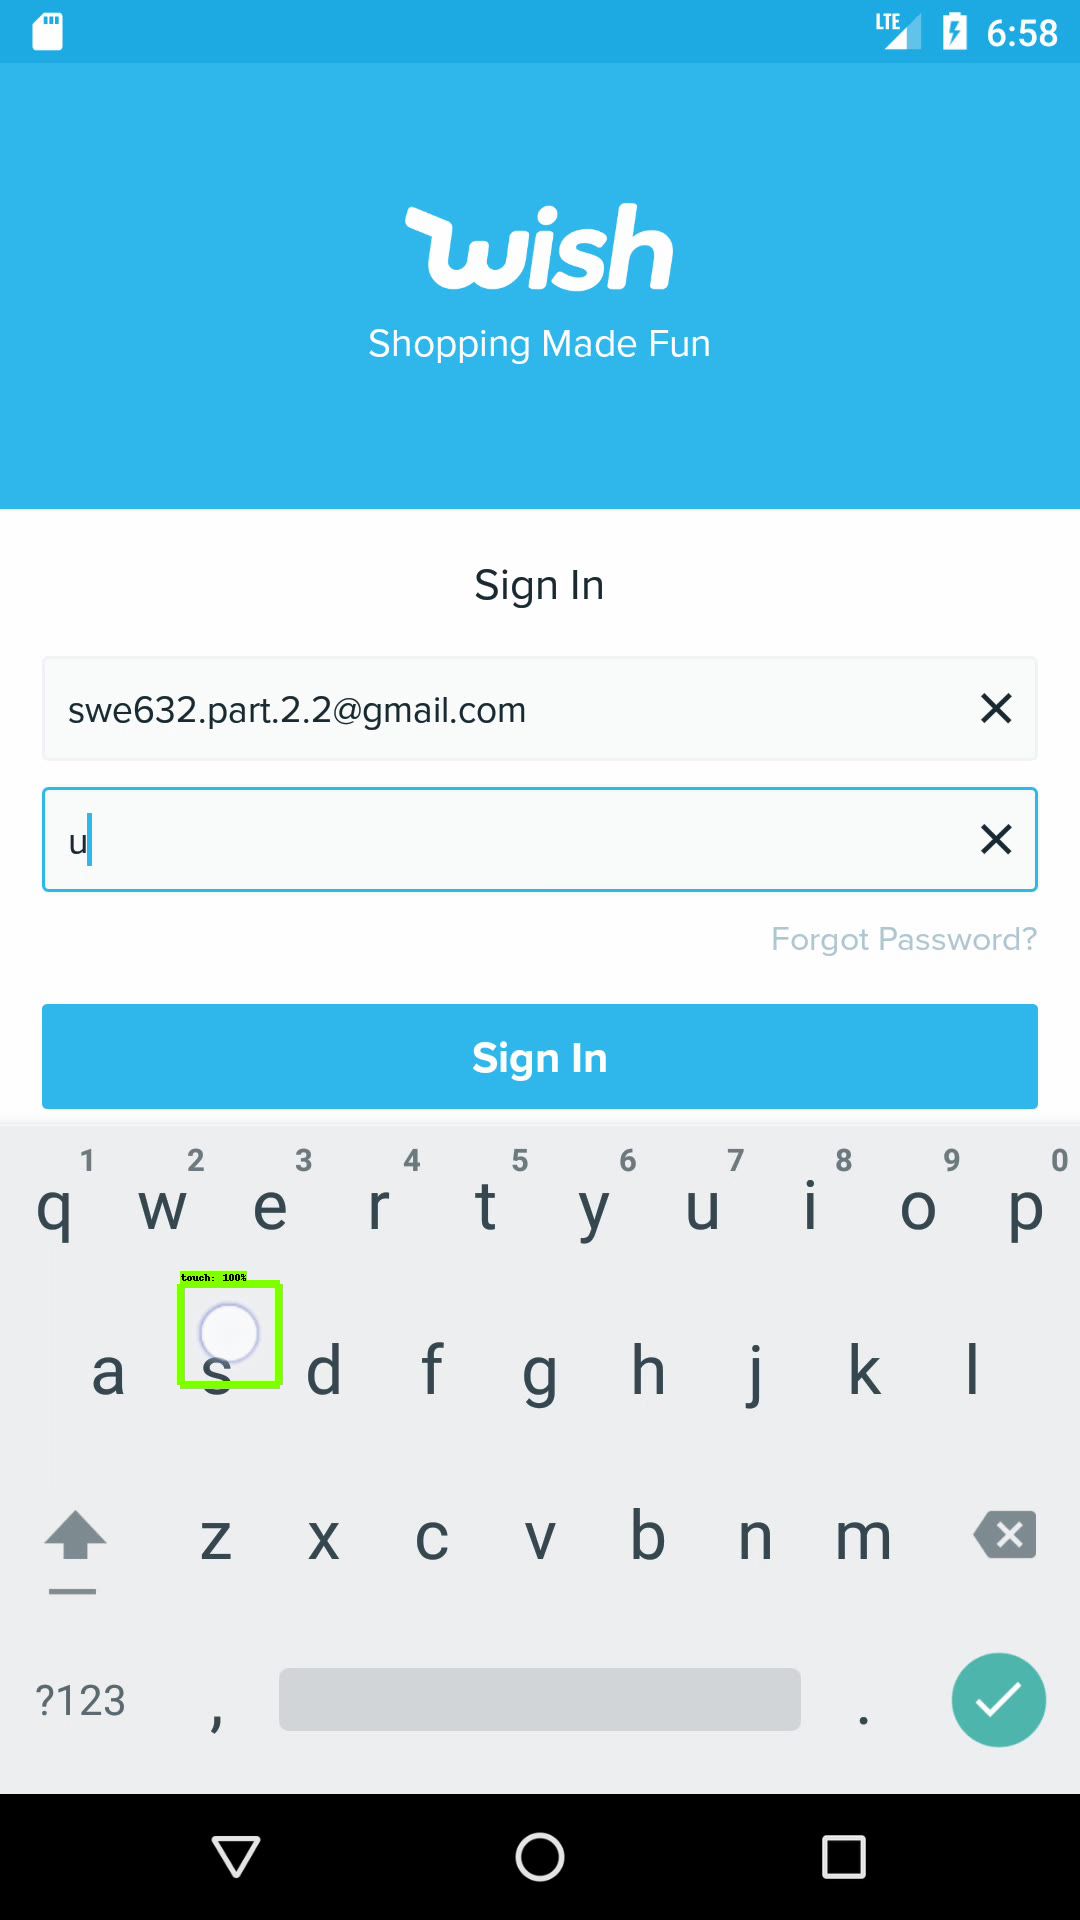 LTE 6:58
wish
Shopping Made Fun
Sign In
swe632.part.2.2@gmail.com
u
Forgot Password?
Sign In
1 2 3 4 5 6 7 8 9 0
q w e r t y u i o p
touch: 100%
a s d f g h j k l
z x c v b n m
?123 , .